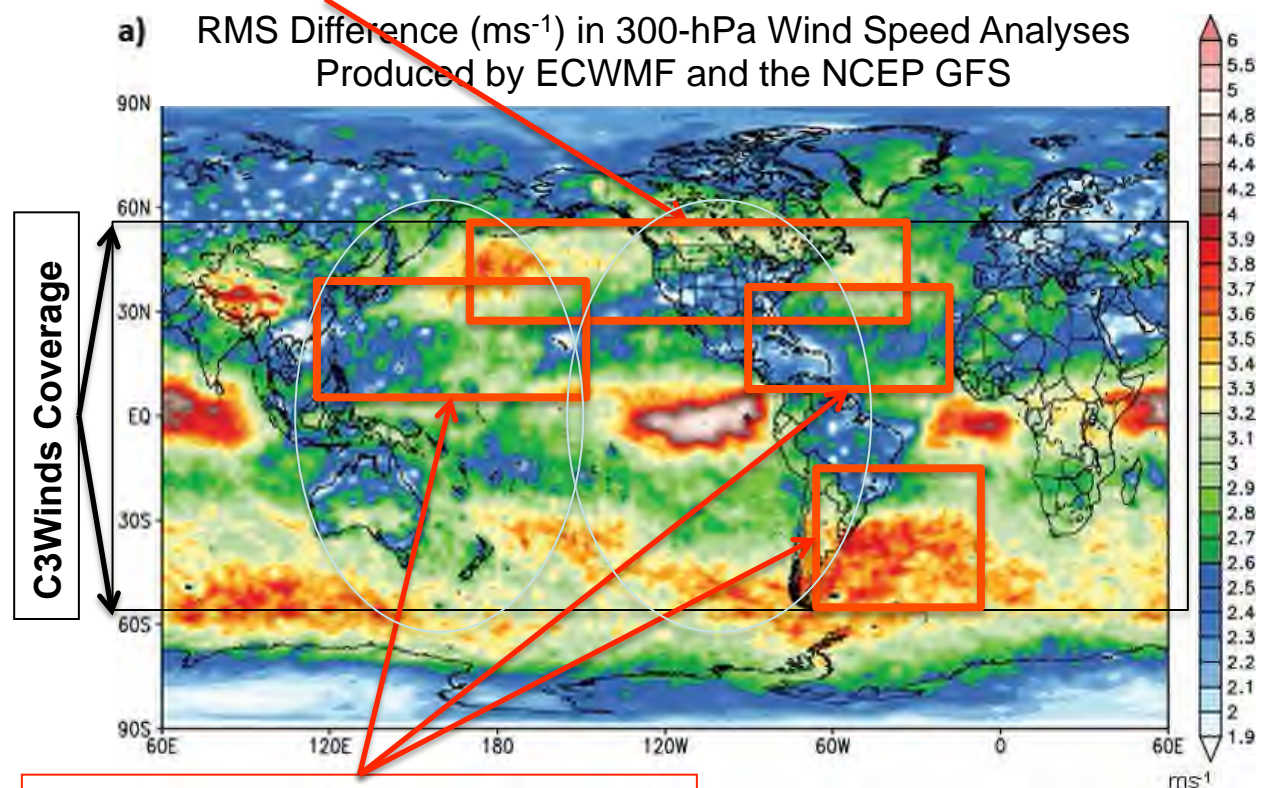 a)
RMS Difference (ms-1) in 300-hPa Wind Speed Analyses
Produced by ECWMF and the NCEP GFS
C3Winds Coverage
90N
60N
30N
EQ
30S
60S
90S
60E
120E
180
120W
60W
0
60E
6
5.5
5
4.8
4.6
4.4
4.2
4
3.9
3.8
3.7
3.6
3.5
3.4
3.3
3.2
3.1
3
2.9
2.8
2.7
2.6
2.5
2.4
2.3
2.2
2.1
2
1.9
ms-1